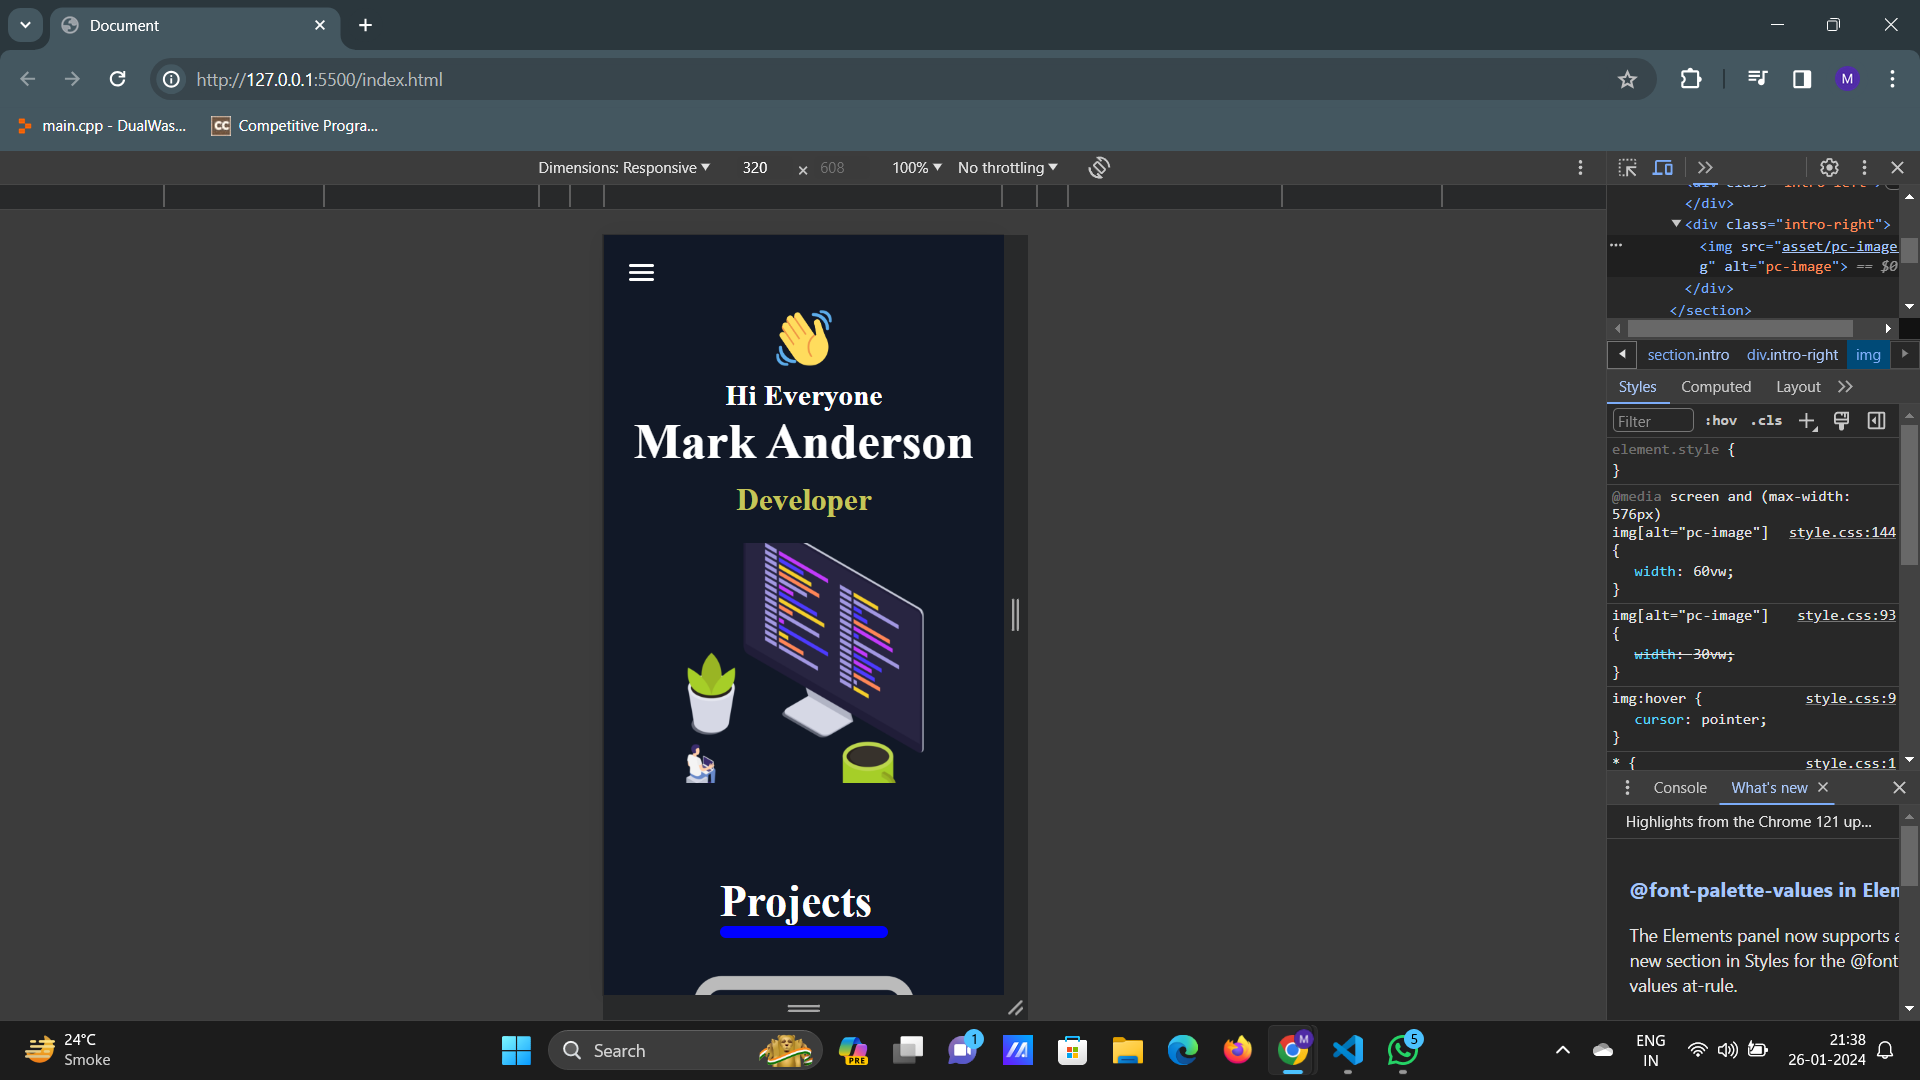 Document
http://127.0.0.1:5500/index.html
M
main.cpp - DualWas...
CC Competitive Progra...
Dimensions: Responsive 320 × 608 100% No throttling
</div>
<div class="intro-right">
... <img src="asset/pc-image
g" alt="pc-image"> == $0
</div>
</section>
section.intro div.intro-right img
Styles Computed Layout
Filter :hov .cls
element.style {
}
@media screen and (max-width:
576px)
img[alt="pc-image"] style.css:144
{
width: 60vw;
}
img[alt="pc-image"] style.css:93
{
width: 30vw;
}
img:hover { style.css:9
cursor: pointer;
}
* { style.css:1
Console What's new
Highlights from the Chrome 121 up...
@font-palette-values in Elem
The Elements panel now supports a
new section in Styles for the @font
values at-rule.
Hi Everyone
Mark Anderson
Developer
Projects
24°C
Smoke
Search
PRE
1
M
5
ENG
IN
21:38
26-01-2024